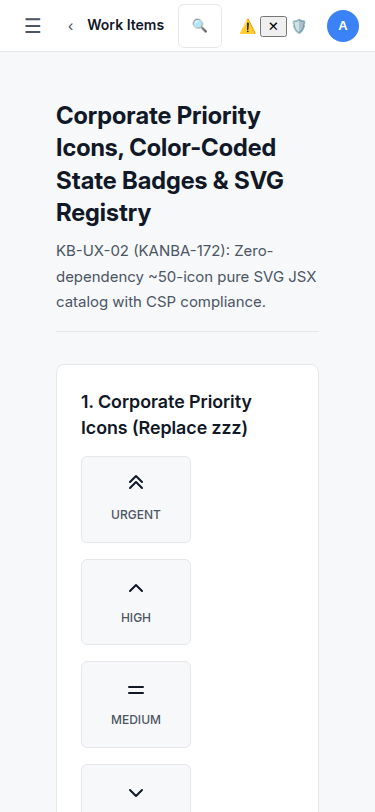 Work Items
A
Corporate Priority
Icons, Color-Coded
State Badges & SVG
Registry
KB-UX-02 (KANBA-172): Zero-
dependency ~50-icon pure SVG JSX
catalog with CSP compliance.
1. Corporate Priority
Icons (Replace zzz)
URGENT
HIGH
MEDIUM